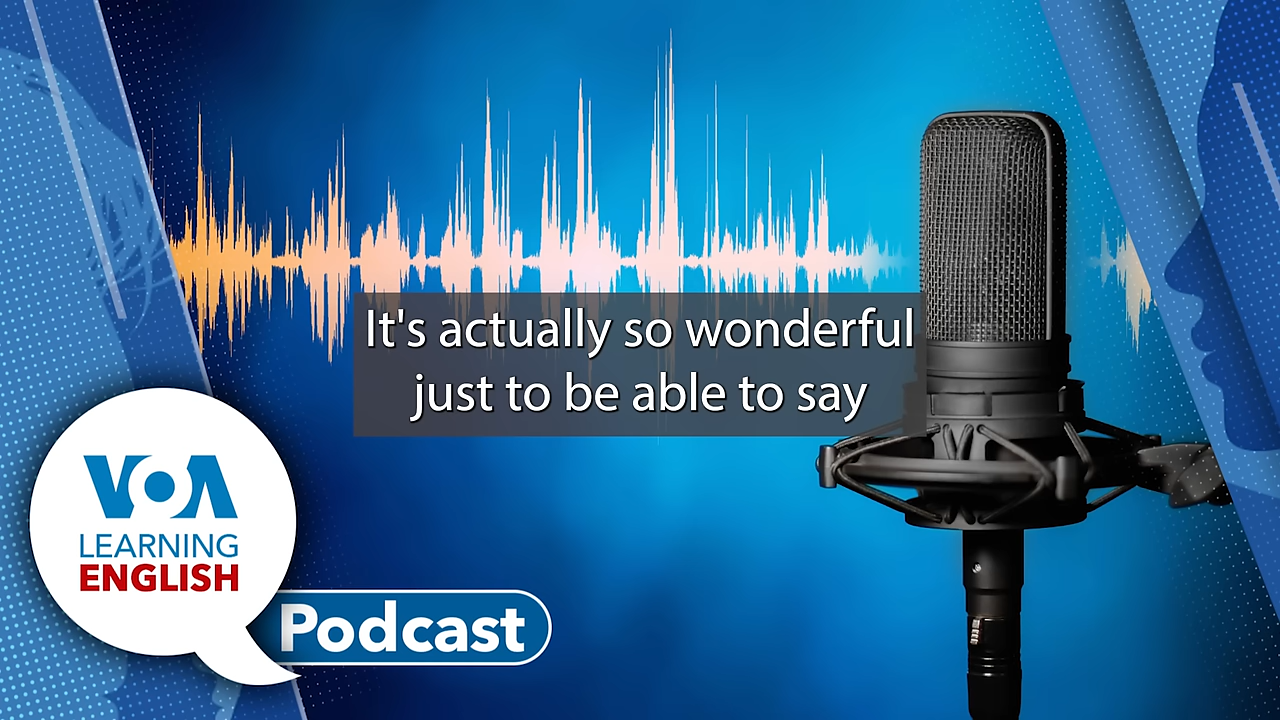 It's actually so wonderful
just to be able to say
VOA
LEARNING
ENGLISH
Podcast